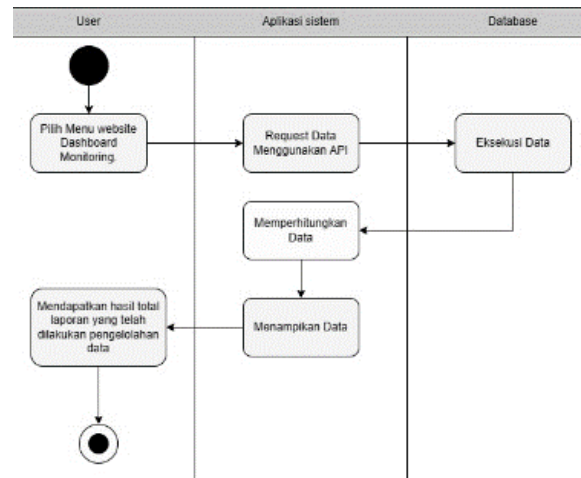 User
Aplikasi sistem
Database
Pilih Menu website
Dashboard
Monitoring.
Request Data
Menggunakan API
Eksekusi Data
Memperhitungkan
Data
Menampikan Data
Mendapatkan hasil total
laporan yang telah
dilakukan pengelolahan
data